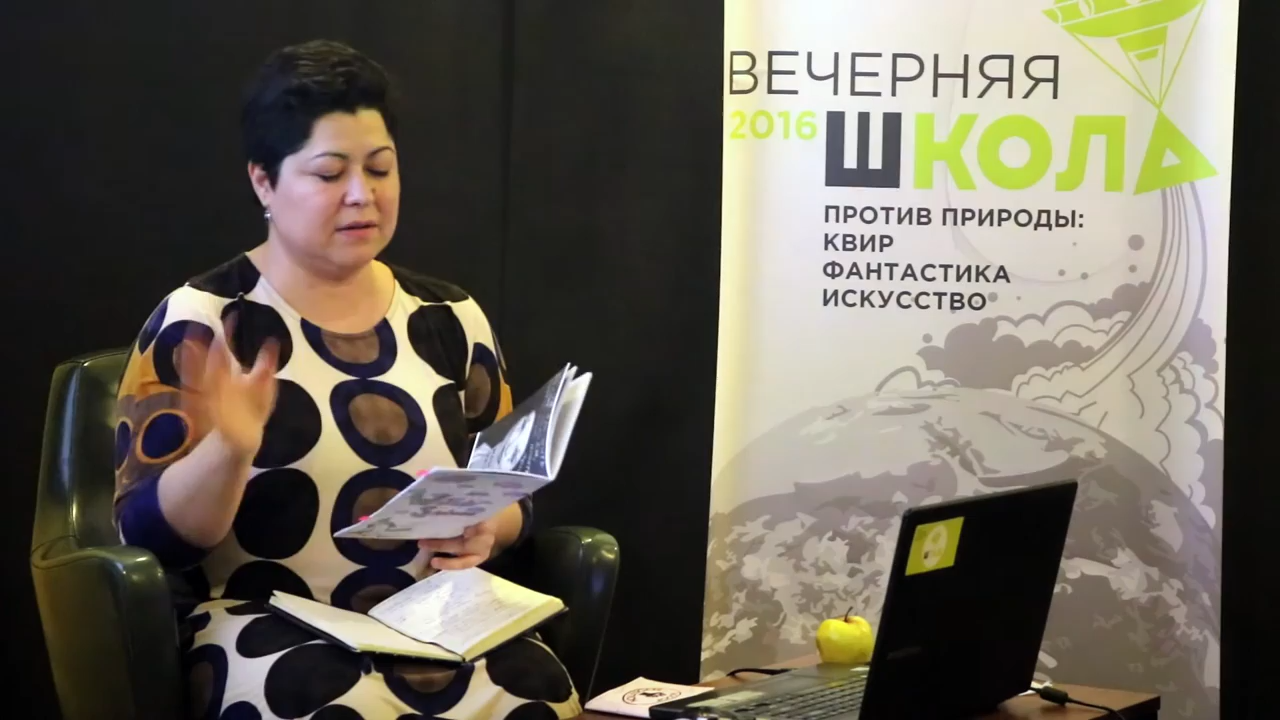 ВЕЧЕРНЯЯ
2016 ШКОЛА
ПРОТИВ ПРИРОДЫ:
КВИР
ФАНТАСТИКА
ИСКУССТВО